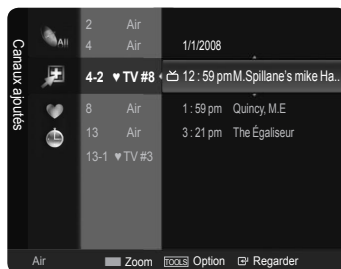 Canaux ajoutés
All
2 Air
4 Air 1/1/2008
4-2 ♥ TV #8 12 : 59 pm M.Spillane's mike Ha..
8 Air 1 : 59 pm Quincy, M.E
13 Air 3 : 21 pm The Égaliseur
13-1 ♥ TV #3
Air Zoom TOOLS Option Regarder